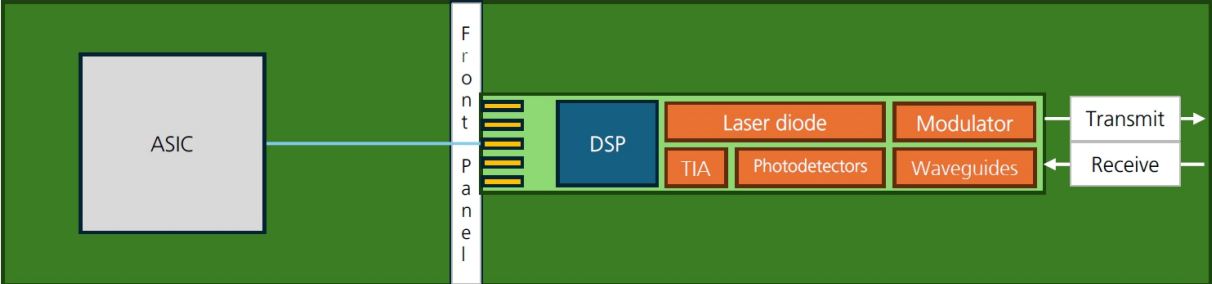 ASIC
Front Panel
DSP
Laser diode
Modulator
TIA
Photodetectors
Waveguides
Transmit
Receive